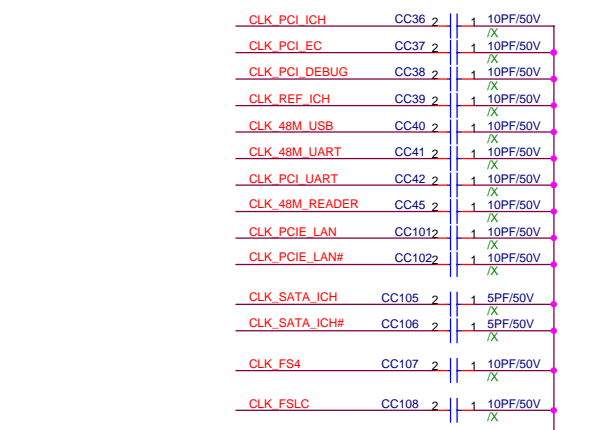 CLK_PCI_ICH CC36 2 1 10PF/50V
/X
CLK_PCI_EC CC37 2 1 10PF/50V
/X
CLK_PCI_DEBUG CC38 2 1 10PF/50V
/X
CLK_REF_ICH CC39 2 1 10PF/50V
/X
CLK_48M_USB CC40 2 1 10PF/50V
/X
CLK_48M_UART CC41 2 1 10PF/50V
/X
CLK_PCI_UART CC42 2 1 10PF/50V
/X
CLK_48M_READER CC45 2 1 10PF/50V
/X
CLK_PCIE_LAN CC101 2 1 10PF/50V
/X
CLK_PCIE_LAN# CC102 2 1 10PF/50V
/X
CLK_SATA_ICH CC105 2 1 5PF/50V
/X
CLK_SATA_ICH# CC106 2 1 5PF/50V
/X
CLK_FS4 CC107 2 1 10PF/50V
/X
CLK_FSLC CC108 2 1 10PF/50V
/X